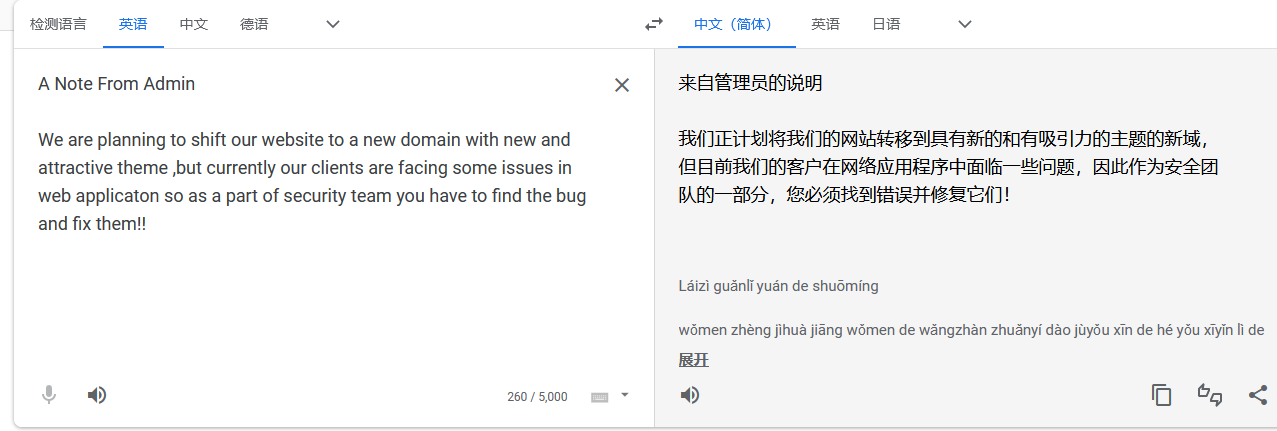 检测语言 英语 中文 德语 中文（简体） 英语 日语
A Note From Admin
We are planning to shift our website to a new domain with new and
attractive theme ,but currently our clients are facing some issues in
web applicaton so as a part of security team you have to find the bug
and fix them!!
260 / 5,000
来自管理员的说明
我们正计划将我们的网站转移到具有新的和有吸引力的主题的新域，
但目前我们的客户在网络应用程序中面临一些问题，因此作为安全团
队的一部分，您必须找到错误并修复它们！
Láizì guǎnlǐ yuán de shuōmíng
wǒmen zhèng jìhuà jiāng wǒmen de wǎngzhàn zhuǎnyí dào jùyǒu xīn de hé yǒu xīyǐn lì de
展开